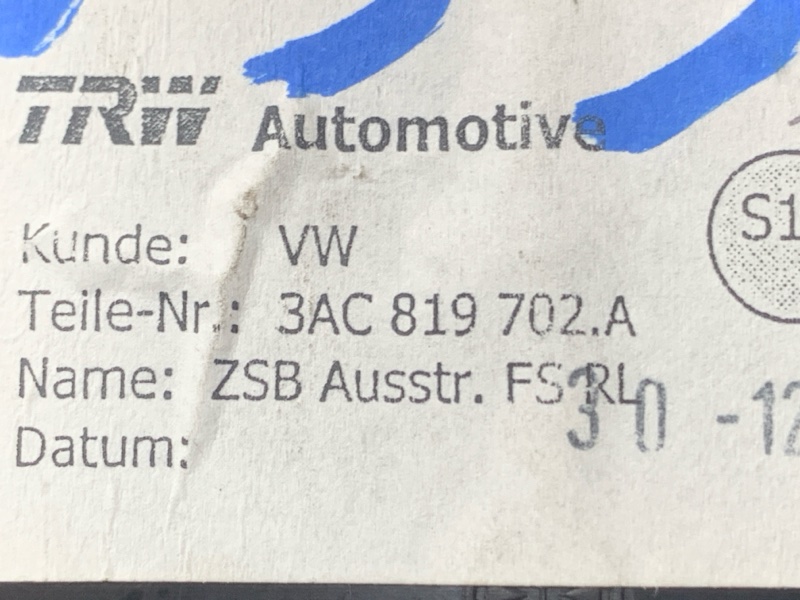 TRW Automotive
S1
Kunde: VW
Teile-Nr.: 3AC 819 702.A
Name: ZSB Ausstr. FS RL
30 -12
Datum: